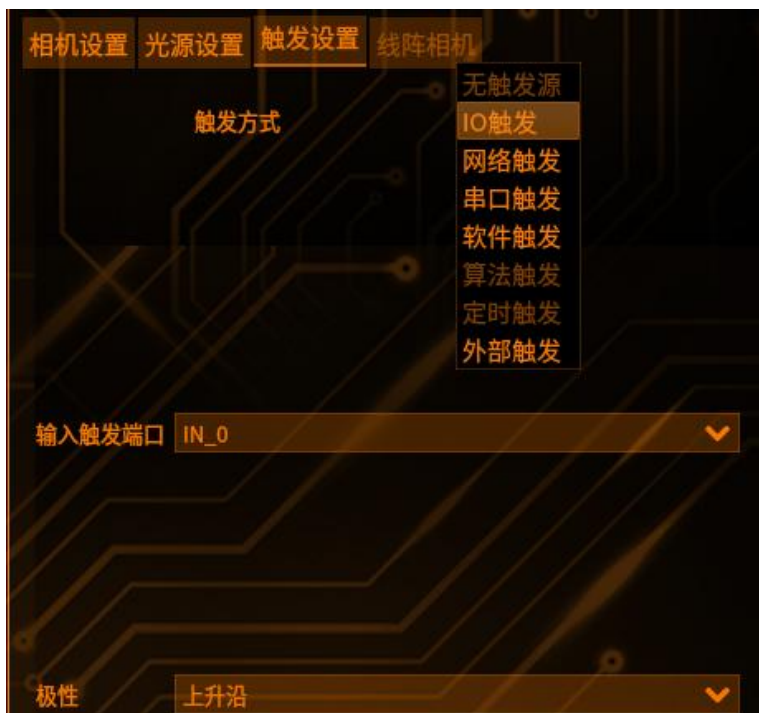 相机设置 光源设置 触发设置 线阵相机
无触发源
触发方式 IO触发
网络触发
串口触发
软件触发
算法触发
定时触发
外部触发
输入触发端口 IN_0
极性 上升沿